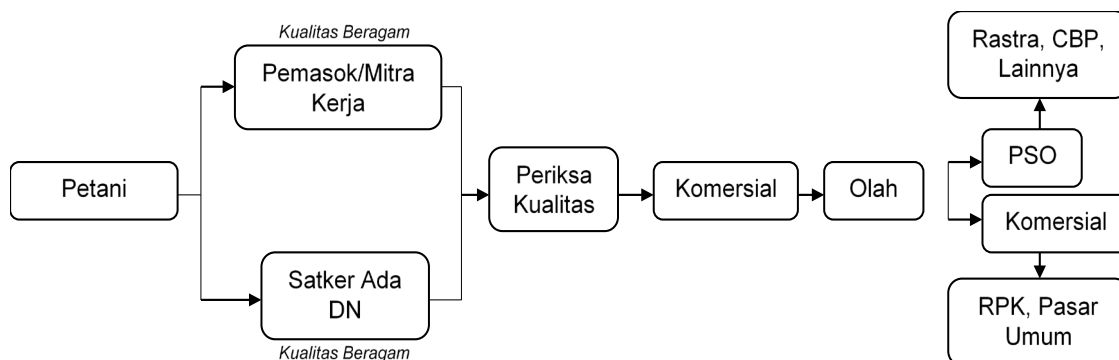 Kualitas Beragam
Pemasok/Mitra
Kerja
Petani
Satker Ada
DN
Kualitas Beragam
Periksa
Kualitas
Komersial
Olah
Rastra, CBP,
Lainnya
PSO
Komersial
RPK, Pasar
Umum